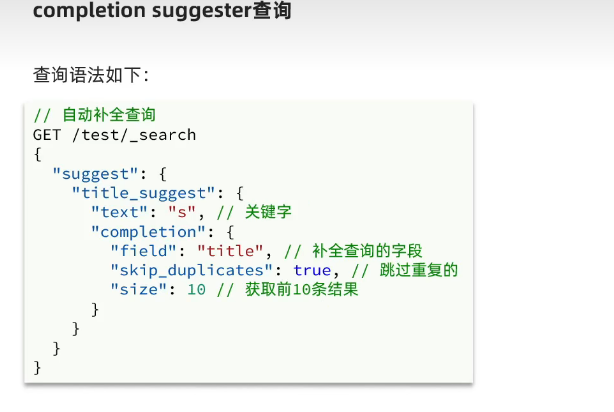 completion suggester查询
查询语法如下：
// 自动补全查询
GET /test/_search
{
  "suggest": {
    "title_suggest": {
      "text": "s", // 关键字
      "completion": {
        "field": "title", // 补全查询的字段
        "skip_duplicates": true, // 跳过重复的
        "size": 10 // 获取前10条结果
      }
    }
  }
}